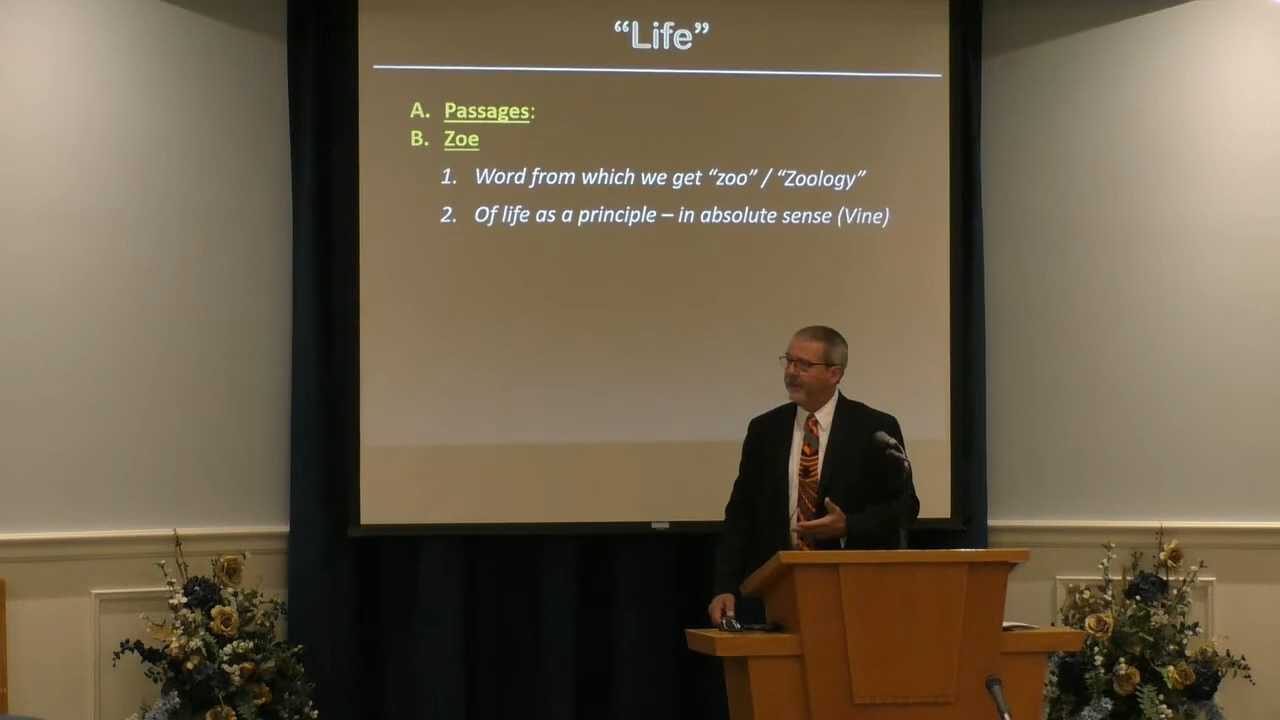 “Life”
A. Passages:
B. Zoe
1. Word from which we get “zoo” / “Zoology”
2. Of life as a principle – in absolute sense (Vine)